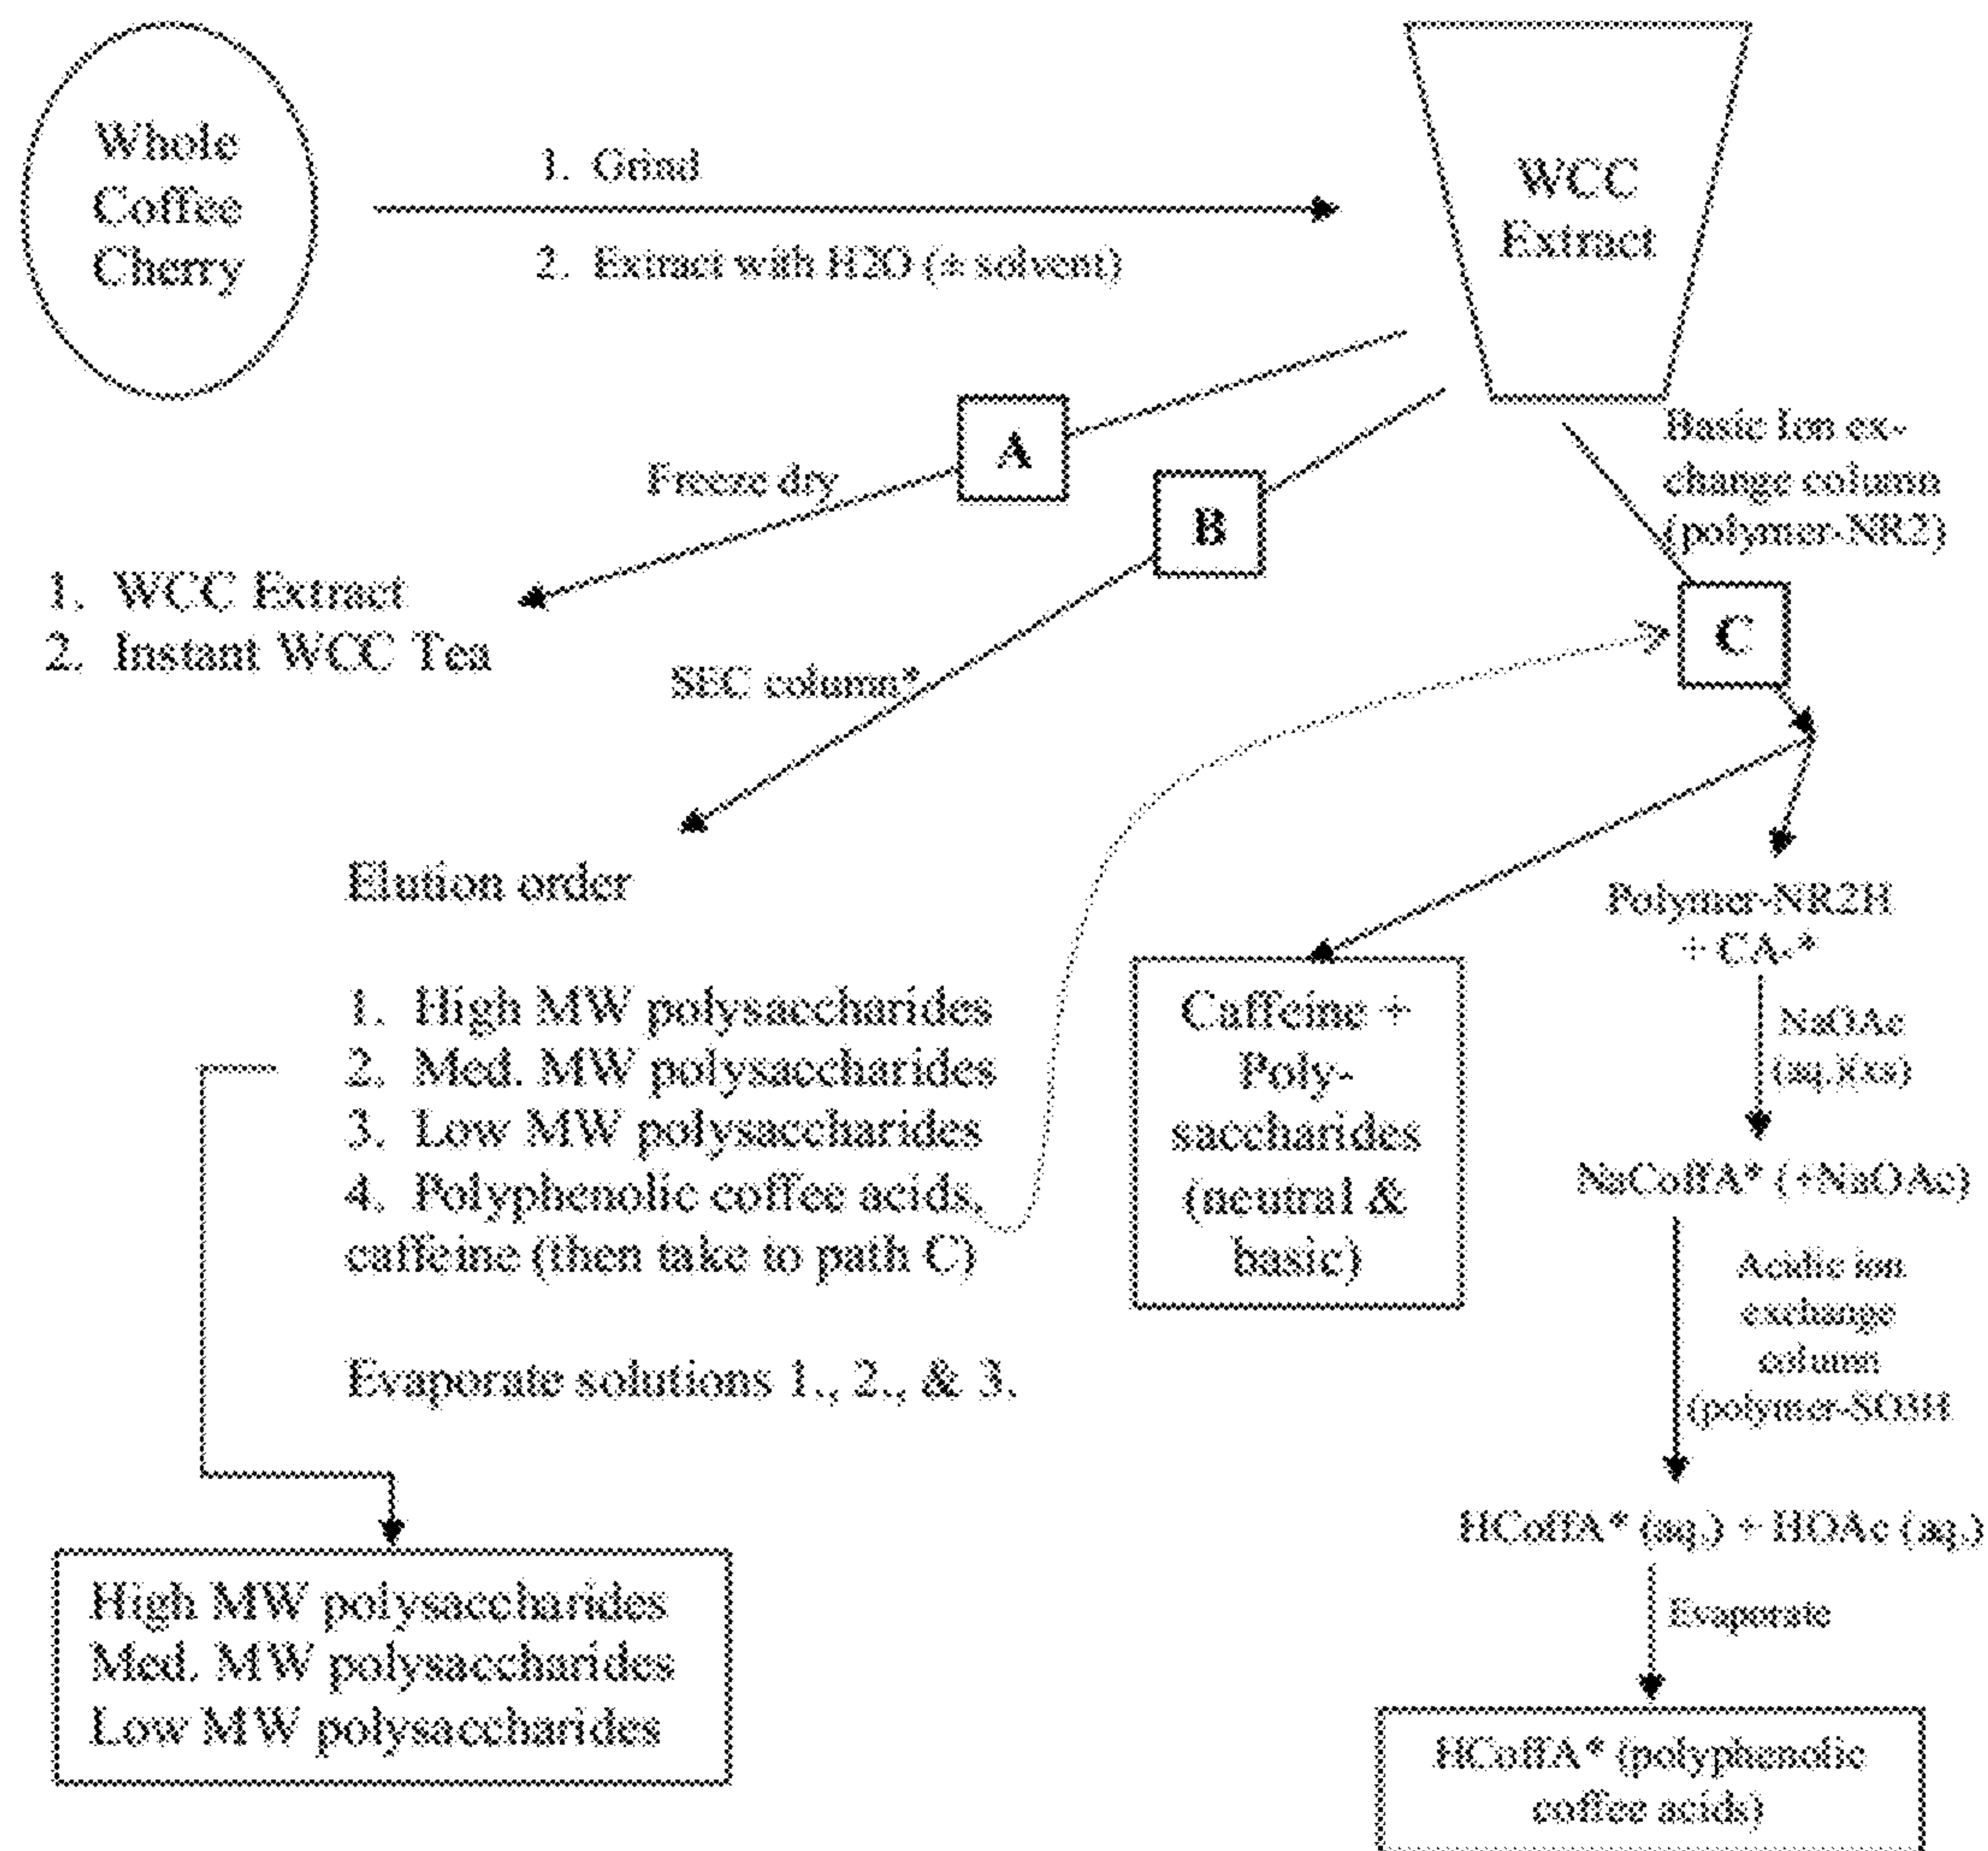 Whole
Coffee
Cherry
1. Grind
2. Extract with H2O (± solvent)
WCC
Extract
A
Freeze dry
1. WCC Extract
2. Instant WCC Tea
B
SEC column*
Basic Ion ex-
change column
(polymer-NR2)
C
Elution order
1. High MW polysaccharides
2. Med. MW polysaccharides
3. Low MW polysaccharides
4. Polyphenolic coffee acids,
caffeine (then take to path C)
Evaporate solutions 1., 2., & 3.
High MW polysaccharides
Med. MW polysaccharides
Low MW polysaccharides
Caffeine +
Poly-
saccharides
(neutral &
basic)
Polymer-NR2H
+ CA-*
NaOAc
(aq.)(xs)
NaCoffA* (+NaOAc)
Acidic ion
exchange
column
(polymer-SO3H
HCoffA* (aq.) + HOAc (aq.)
Evaporate
HCoffA* (polyphenolic
coffee acids)